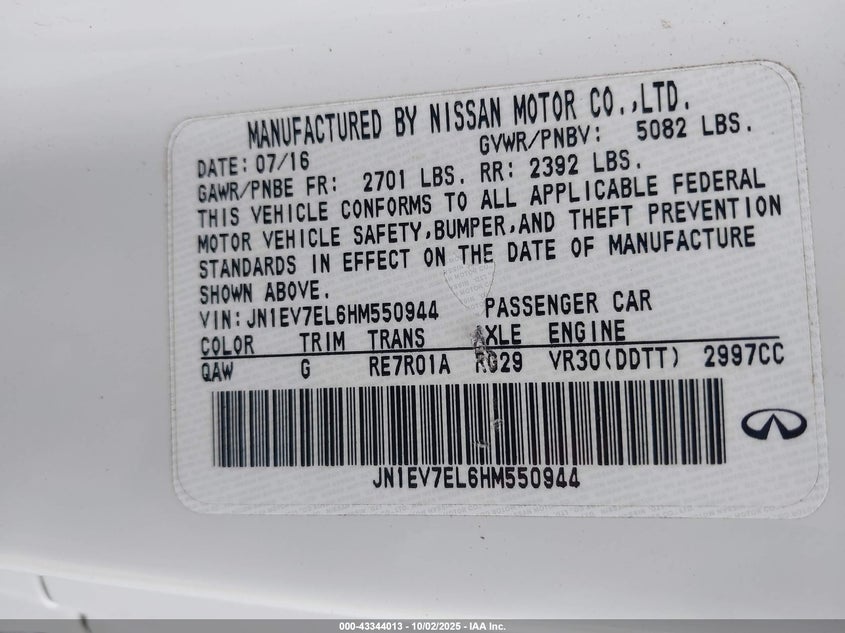 MANUFACTURED BY NISSAN MOTOR CO.,LTD.
DATE: 07/16 GVWR/PNBV: 5082 LBS.
GAWR/PNBE FR: 2701 LBS. RR: 2392 LBS.
THIS VEHICLE CONFORMS TO ALL APPLICABLE FEDERAL
MOTOR VEHICLE SAFETY,BUMPER,AND THEFT PREVENTION
STANDARDS IN EFFECT ON THE DATE OF MANUFACTURE
SHOWN ABOVE.
VIN: JN1EV7EL6HM550944 PASSENGER CAR
COLOR TRIM TRANS AXLE ENGINE
QAW G RE7R01A RG29 VR30(DDTT) 2997CC
JN1EV7EL6HM550944
000-43344013 - 10/02/2025 - IAA Inc.